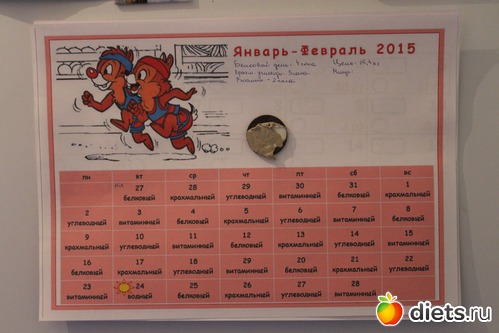 Январь-Февраль 2015
Белковый день -
пн вт ср чт пт сб вс
27 28 29 30 31 1
белковый крахмальный углеводный витаминный белковый крахмальный
2 3 4 5 6 7 8
углеводный витаминный белковый крахмальный углеводный витаминный белковый
9 10 11 12 13 14 15
крахмальный углеводный витаминный белковый крахмальный углеводный витаминный
16 17 18 19 20 21 22
белковый крахмальный углеводный витаминный белковый крахмальный углеводный
23 24 25 26 27 28
витаминный водный белковый крахмальный углеводный витаминный
diets.ru